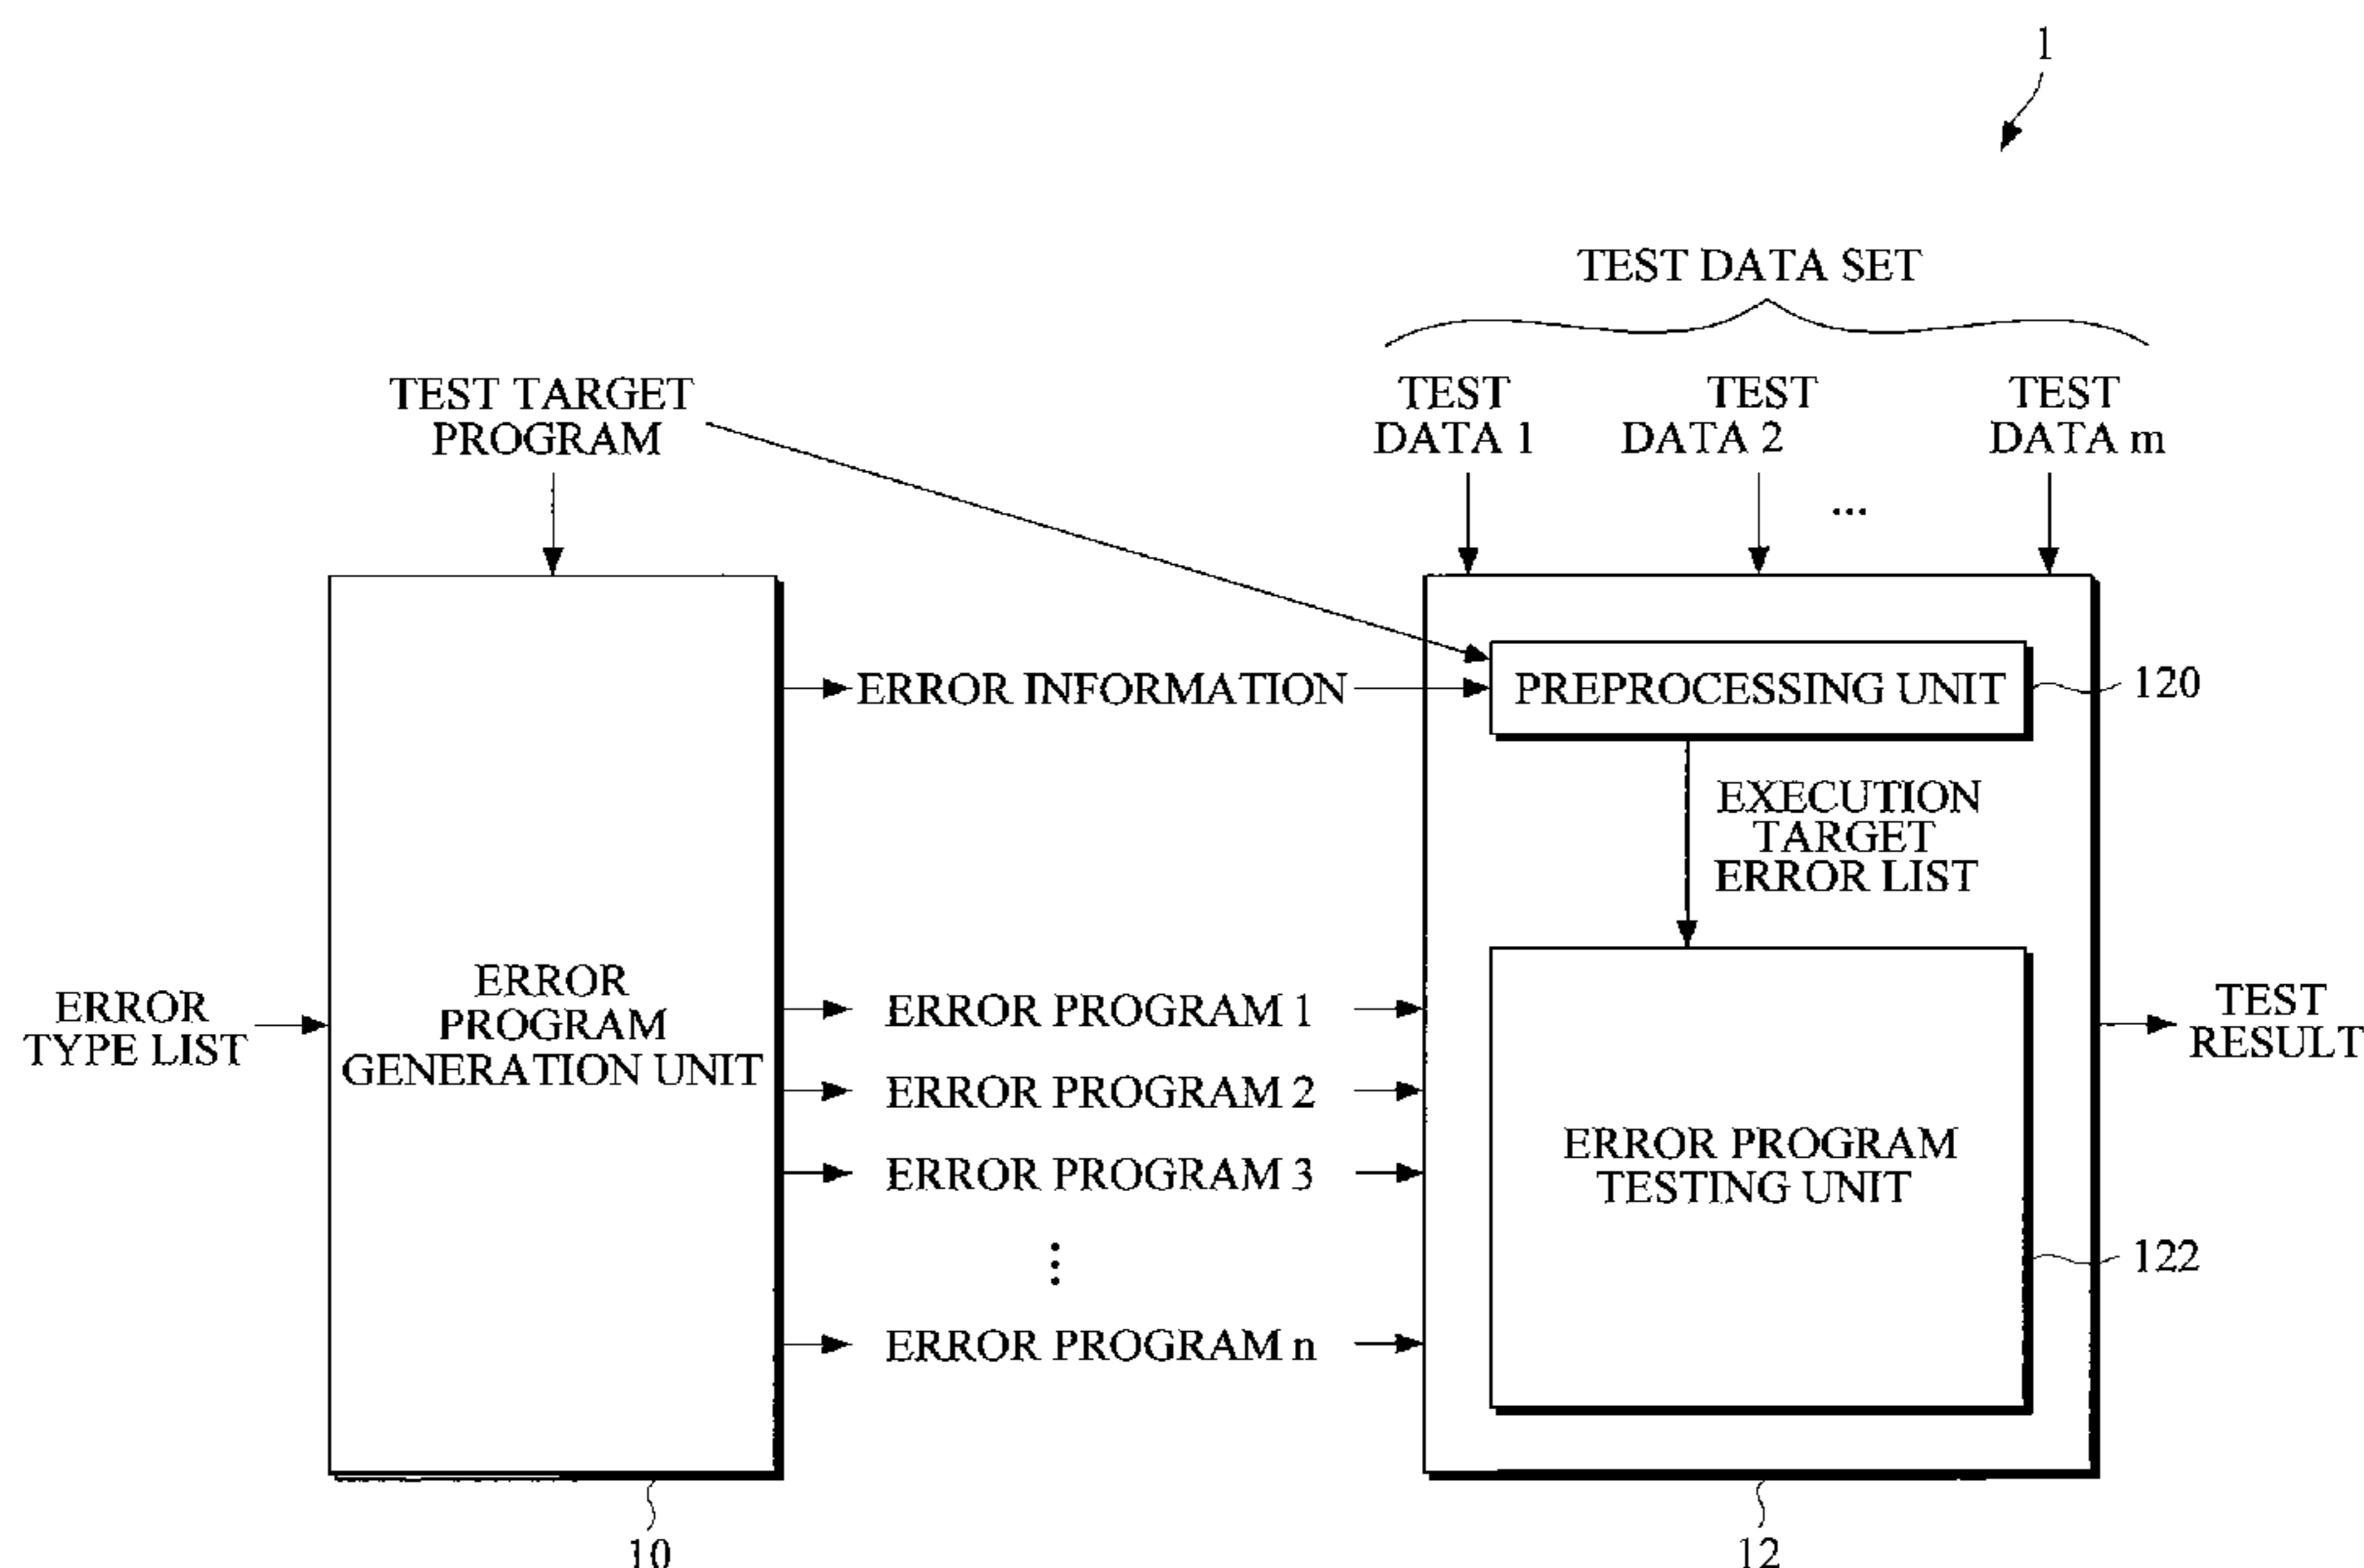 1
TEST DATA SET
TEST TARGET
PROGRAM
TEST
DATA 1
TEST
DATA 2
...
TEST
DATA m
ERROR INFORMATION
PREPROCESSING UNIT
120
EXECUTION
TARGET
ERROR LIST
ERROR
TYPE LIST
ERROR
PROGRAM
GENERATION UNIT
ERROR PROGRAM 1
ERROR PROGRAM 2
ERROR PROGRAM 3
⋮
ERROR PROGRAM n
ERROR PROGRAM
TESTING UNIT
122
TEST
RESULT
10
12